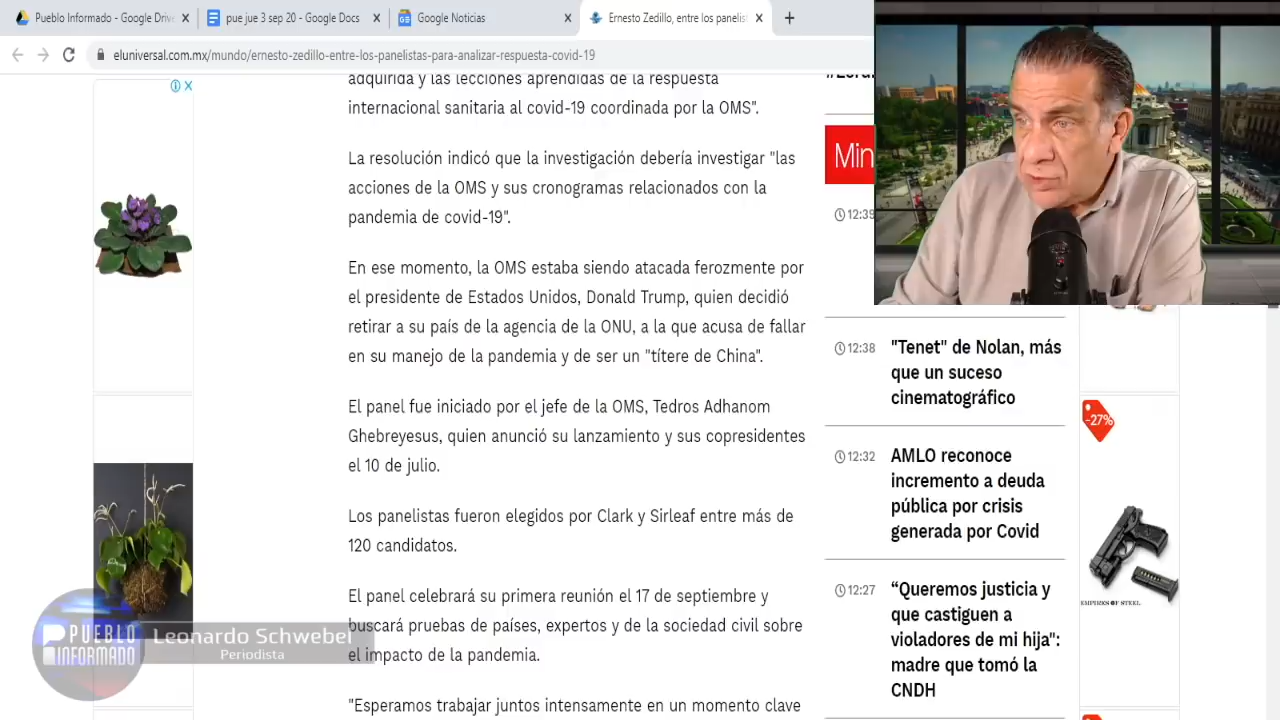 Pueblo Informado - Google Drive
que jue 3 sep 20 - Google Docs
Google Noticias
Ernesto Zedillo, entre los panelist
eluniversal.com.mx/mundo/ernesto-zedillo-entre-los-panelistas-para-analizar-respuesta-covid-19
adquirida y las lecciones aprendidas de la respuesta
internacional sanitaria al covid-19 coordinada por la OMS".
La resolución indicó que la investigación debería investigar "las
acciones de la OMS y sus cronogramas relacionados con la
pandemia de covid-19".
En ese momento, la OMS estaba siendo atacada ferozmente por
el presidente de Estados Unidos, Donald Trump, quien decidió
retirar a su país de la agencia de la ONU, a la que acusa de fallar
en su manejo de la pandemia y de ser un "títere de China".
El panel fue iniciado por el jefe de la OMS, Tedros Adhanom
Ghebreyesus, quien anunció su lanzamiento y sus copresidentes
el 10 de julio.
Los panelistas fueron elegidos por Clark y Sirleaf entre más de
120 candidatos.
El panel celebrará su primera reunión el 17 de septiembre y
buscará pruebas de países, expertos y de la sociedad civil sobre
impacto de la pandemia.
"Esperamos trabajar juntos intensamente en un momento clave
Min
12:39
12:38
"Tenet" de Nolan, más
que un suceso
cinematográfico
12:32
AMLO reconoce
incremento a deuda
pública por crisis
generada por Covid
12:27
“Queremos justicia y
que castiguen a
violadores de mi hija":
madre que tomó la
CNDH
-27%
EMPIRES OF STEEL
PUEBLO
INFORMADO
Leonardo Schwebel
Periodista